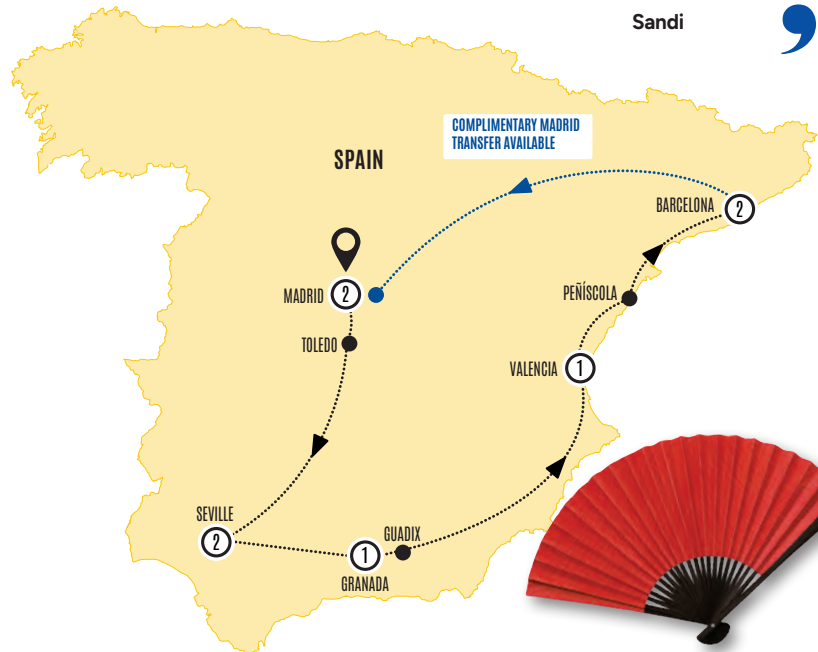 Sandi
’
COMPLIMENTARY MADRID
TRANSFER AVAILABLE
SPAIN
BARCELONA
2
MADRID
2
PEÑÍSCOLA
TOLEDO
VALENCIA
1
SEVILLE
2
GUADIX
1
GRANADA